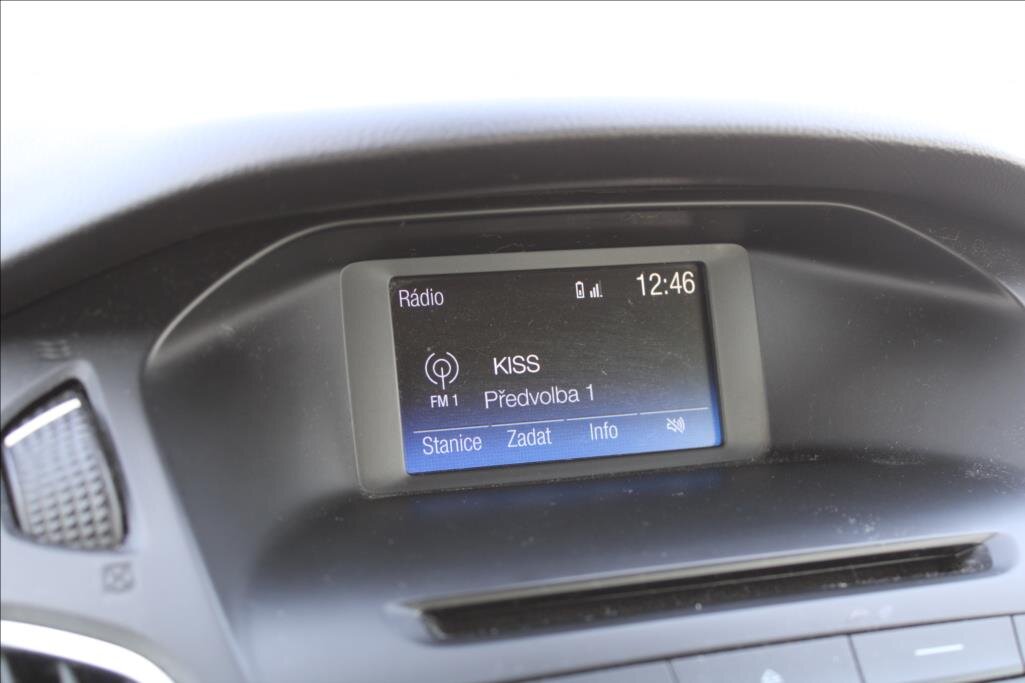 Rádio 12:46
KISS
FM 1 Předvolba 1
Stanice Zadat Info